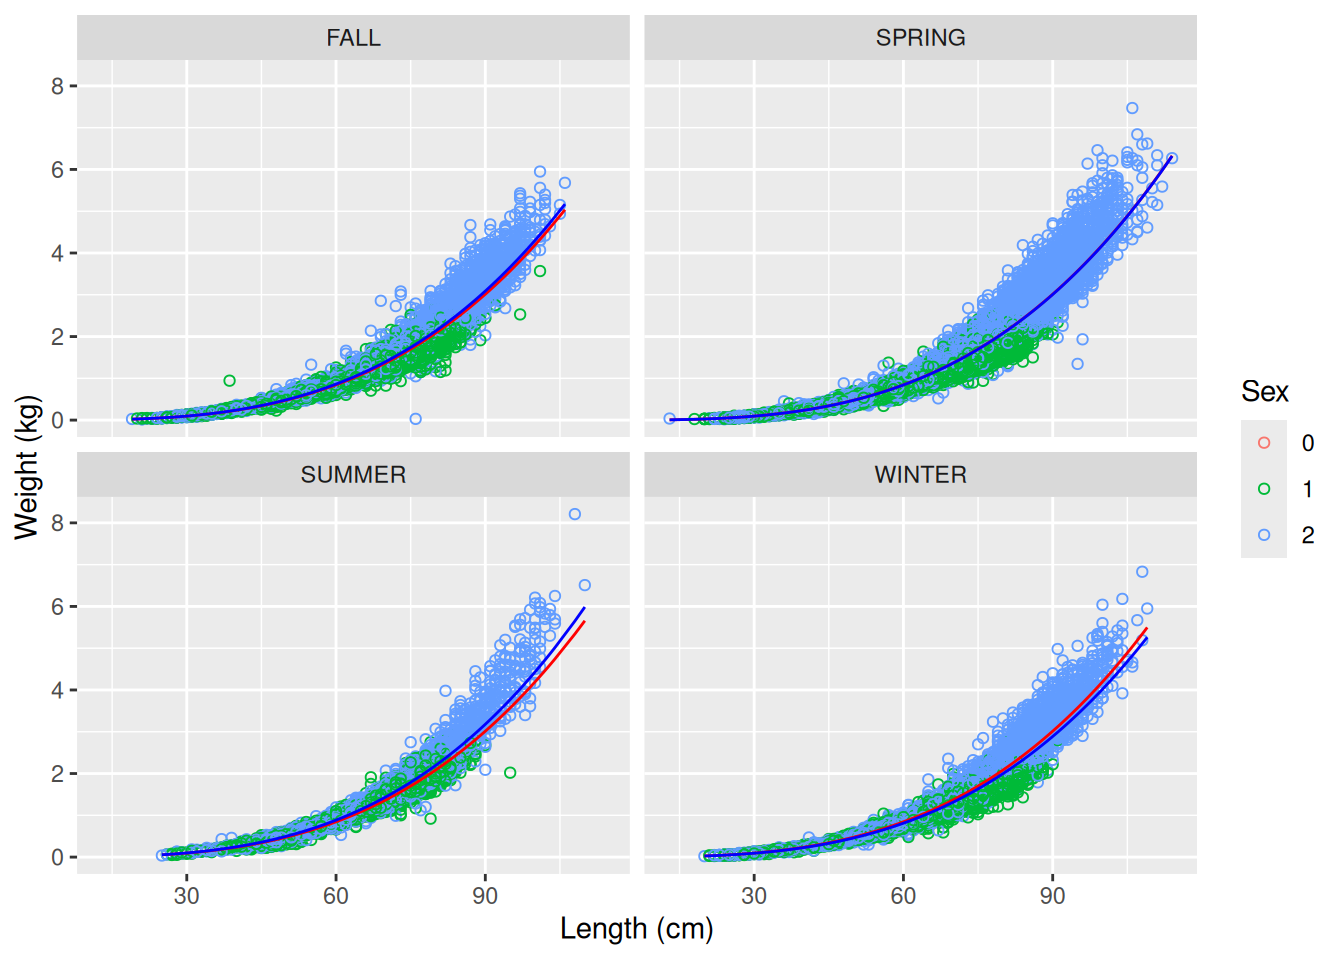 FALL
SPRING
8
6
4
2
0
SUMMER
WINTER
8
6
4
2
0
30
60
90
30
60
90
Length (cm)
Weight (kg)
Sex
0
1
2